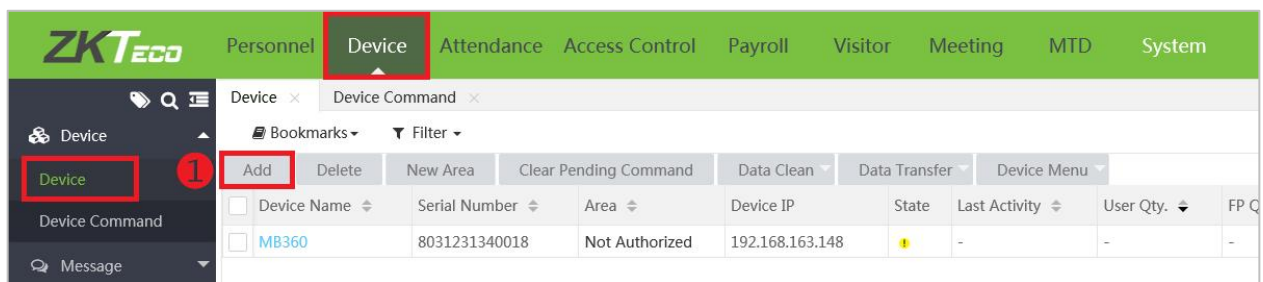 ZKTECO Personnel Device Attendance Access Control Payroll Visitor Meeting MTD System
Device × Device Command ×
Device
Bookmarks Filter
1
Device
Add Delete New Area Clear Pending Command Data Clean Data Transfer Device Menu
Device Command
Device Name Serial Number Area Device IP State Last Activity User Qty. FP Q
MB360 8031231340018 Not Authorized 192.168.163.148 ! - - -
Message